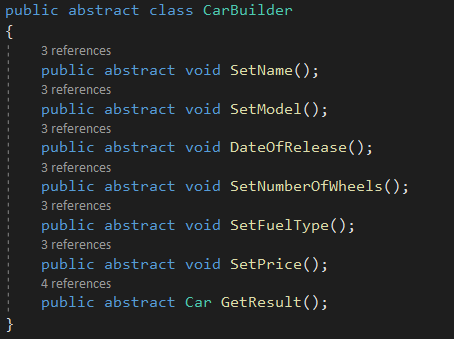 public abstract class CarBuilder
{
3 references
public abstract void SetName();
3 references
public abstract void SetModel();
3 references
public abstract void DateOfRelease();
3 references
public abstract void SetNumberOfWheels();
3 references
public abstract void SetFuelType();
3 references
public abstract void SetPrice();
4 references
public abstract Car GetResult();
}